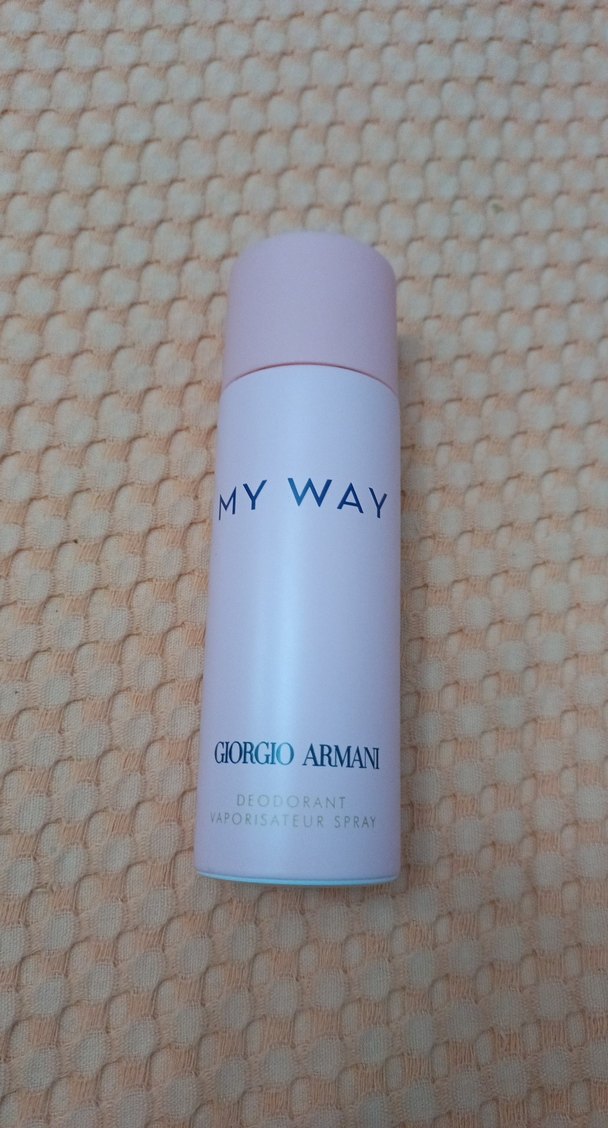 MY WAY
GIORGIO ARMANI
DEODORANT
VAPORISATEUR SPRAY